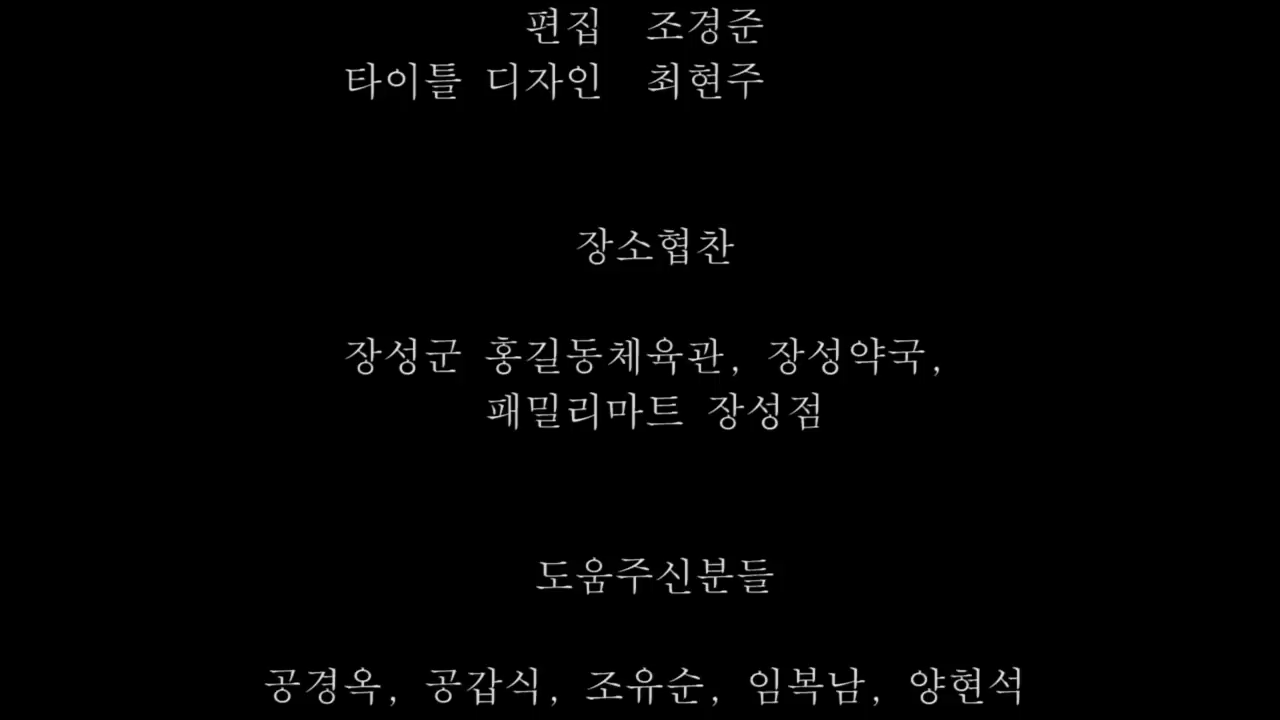 편집 조경준
타이틀 디자인 최현주
장소협찬
장성군 홍길동체육관, 장성약국,
패밀리마트 장성점
도움주신분들
공경옥, 공갑식, 조유순, 임복남, 양현석